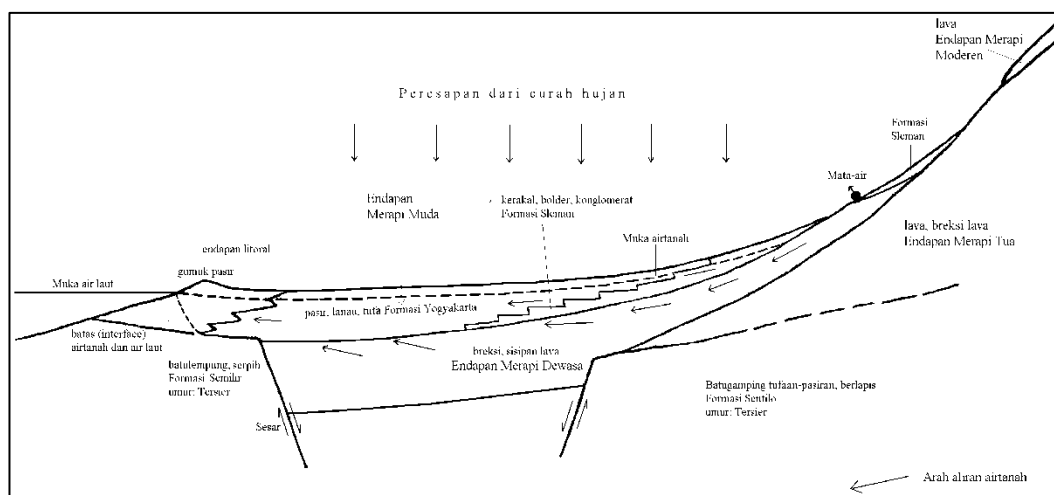 lava
Endapan Merapi
Moderen
Peresapan dari curah hujan
Formasi
Sleman
Mata-air
Endapan
Merapi Muda
kerakal, bolder, konglomerat
Formasi Sleman
lava, breksi lava
Endapan Merapi Tua
Muka airtanah
endapan litoral
gumuk pasir
Muka air laut
pasir, lanau, tufa Formasi Yogyakarta
batas (interface)
airtanah dan air laut
breksi, sisipan lava
Endapan Merapi Dewasa
batulempung, serpih
Formasi Semilir
umur: Tersier
Batugamping tufaan-pasiran, berlapis
Formasi Sentolo
umur: Tersier
Sesar
Arah aliran airtanah